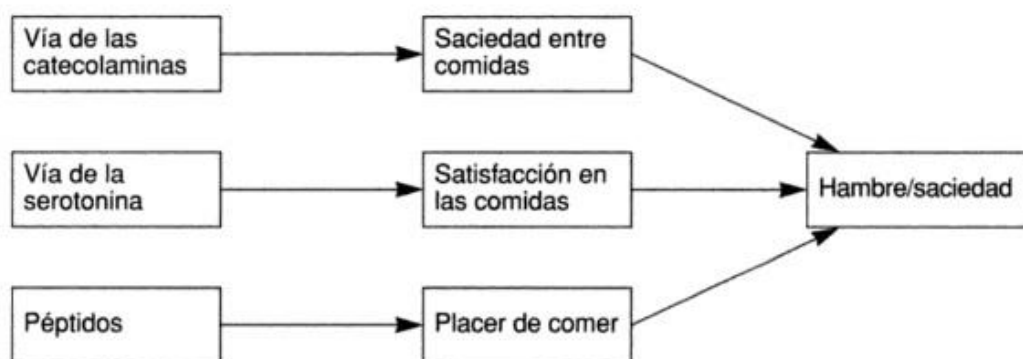 Vía de las
catecolaminas
Saciedad entre
comidas
Vía de la
serotonina
Satisfacción en
las comidas
Hambre/saciedad
Péptidos
Placer de comer